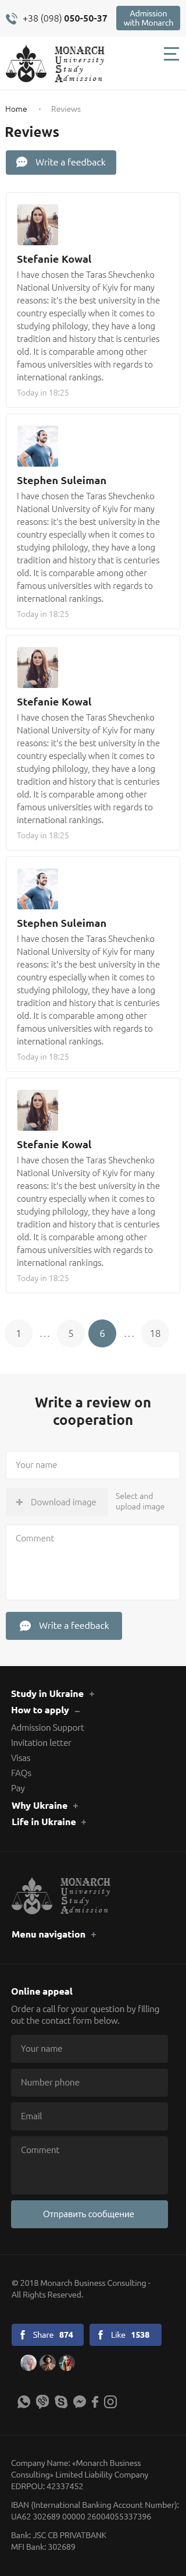 +38 (098) 050-50-37
Admission
with Monarch
MONARCH
University
U S A
Study in
Admission
Home
Reviews
Reviews
Write a feedback
Stefanie Kowal
I have chosen the Taras Shevchenko
National University of Kyiv for many
reasons: it's the best university in the
country especially when it comes to
studying philology, they have a long
tradition and history that is centuries
old. It is comparable among other
famous universities with regards to
international rankings.
Today in 18:25
Stephen Suleiman
I have chosen the Taras Shevchenko
National University of Kyiv for many
reasons: it's the best university in the
country especially when it comes to
studying philology, they have a long
tradition and history that is centuries
old. It is comparable among other
famous universities with regards to
international rankings.
Today in 18:25
Stefanie Kowal
I have chosen the Taras Shevchenko
National University of Kyiv for many
reasons: it's the best university in the
country especially when it comes to
studying philology, they have a long
tradition and history that is centuries
old. It is comparable among other
famous universities with regards to
international rankings.
Today in 18:25
Stephen Suleiman
I have chosen the Taras Shevchenko
National University of Kyiv for many
reasons: it's the best university in the
country especially when it comes to
studying philology, they have a long
tradition and history that is centuries
old. It is comparable among other
famous universities with regards to
international rankings.
Today in 18:25
Stefanie Kowal
I have chosen the Taras Shevchenko
National University of Kyiv for many
reasons: it's the best university in the
country especially when it comes to
studying philology, they have a long
tradition and history that is centuries
old. It is comparable among other
famous universities with regards to
international rankings.
Today in 18:25
1 ... 5 6 ... 18
Write a review on
cooperation
Your name
+ Download image
Select and
upload image
Comment
Write a feedback
Study in Ukraine +
How to apply –
Admission Support
Invitation letter
Visas
FAQs
Pay
Why Ukraine +
Life in Ukraine +
MONARCH
University
U S A
Study in
Admission
Menu navigation +
Online appeal
Order a call for your question by filling
out the contact form below.
Your name
Number phone
Email
Comment
Отправить сообщение
© 2018 Monarch Business Consulting -
All Rights Reserved.
Share 874
Like 1538
Company Name: «Monarch Business
Consulting» Limited Liability Company
EDRPOU: 42337452
IBAN (International Banking Account Number):
UA62 302689 00000 26004055337396
Bank: JSC CB PRIVATBANK
MFI Bank: 302689